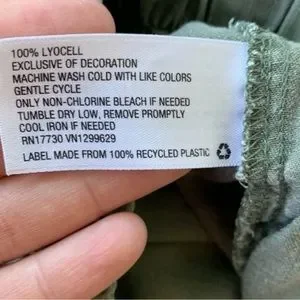 100% LYOCELL
EXCLUSIVE OF DECORATION
MACHINE WASH COLD WITH LIKE COLORS
GENTLE CYCLE
ONLY NON-CHLORINE BLEACH IF NEEDED
TUMBLE DRY LOW, REMOVE PROMPTLY
COOL IRON IF NEEDED
RN17730 VN1299629
LABEL MADE FROM 100% RECYCLED PLASTIC